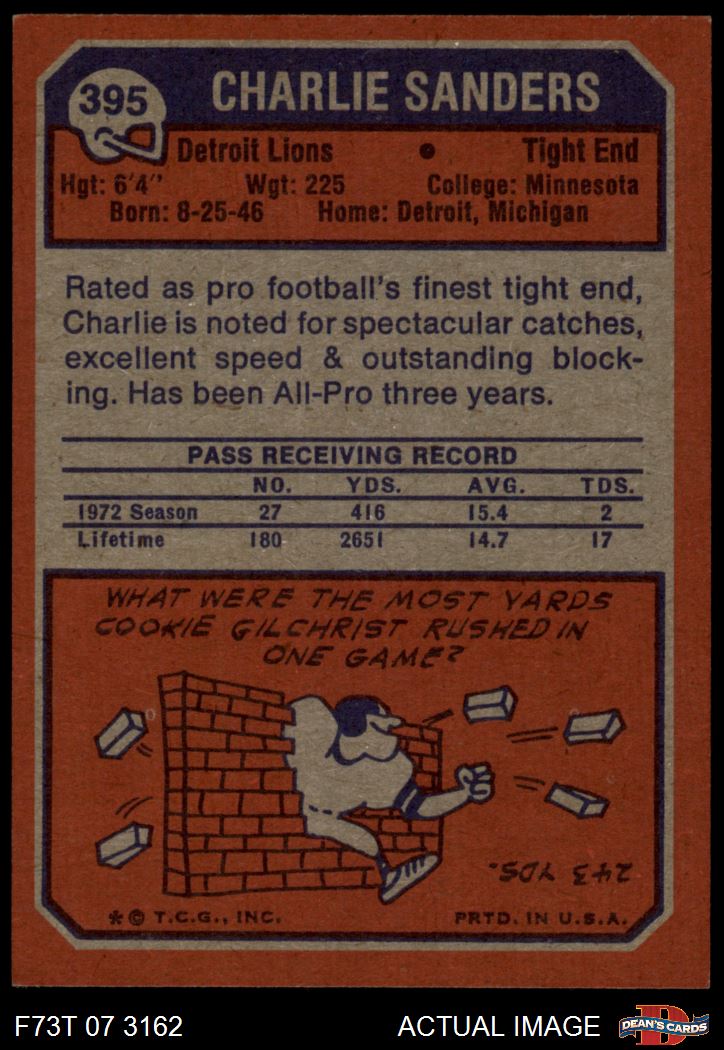 395
CHARLIE SANDERS
Detroit Lions • Tight End
Hgt: 6'4" Wgt: 225 College: Minnesota
Born: 8-25-46 Home: Detroit, Michigan
Rated as pro football's finest tight end,
Charlie is noted for spectacular catches,
excellent speed & outstanding block-
ing. Has been All-Pro three years.
PASS RECEIVING RECORD
NO. YDS. AVG. TDS.
1972 Season 27 416 15.4 2
Lifetime 180 2651 14.7 17
WHAT WERE THE MOST YARDS
COOKIE GILCHRIST RUSHED IN
ONE GAME?
243 YDS.
*© T.C.G., INC. PRTD. IN U.S.A.
F73T 07 3162 ACTUAL IMAGE
D
DEAN'S CARDS